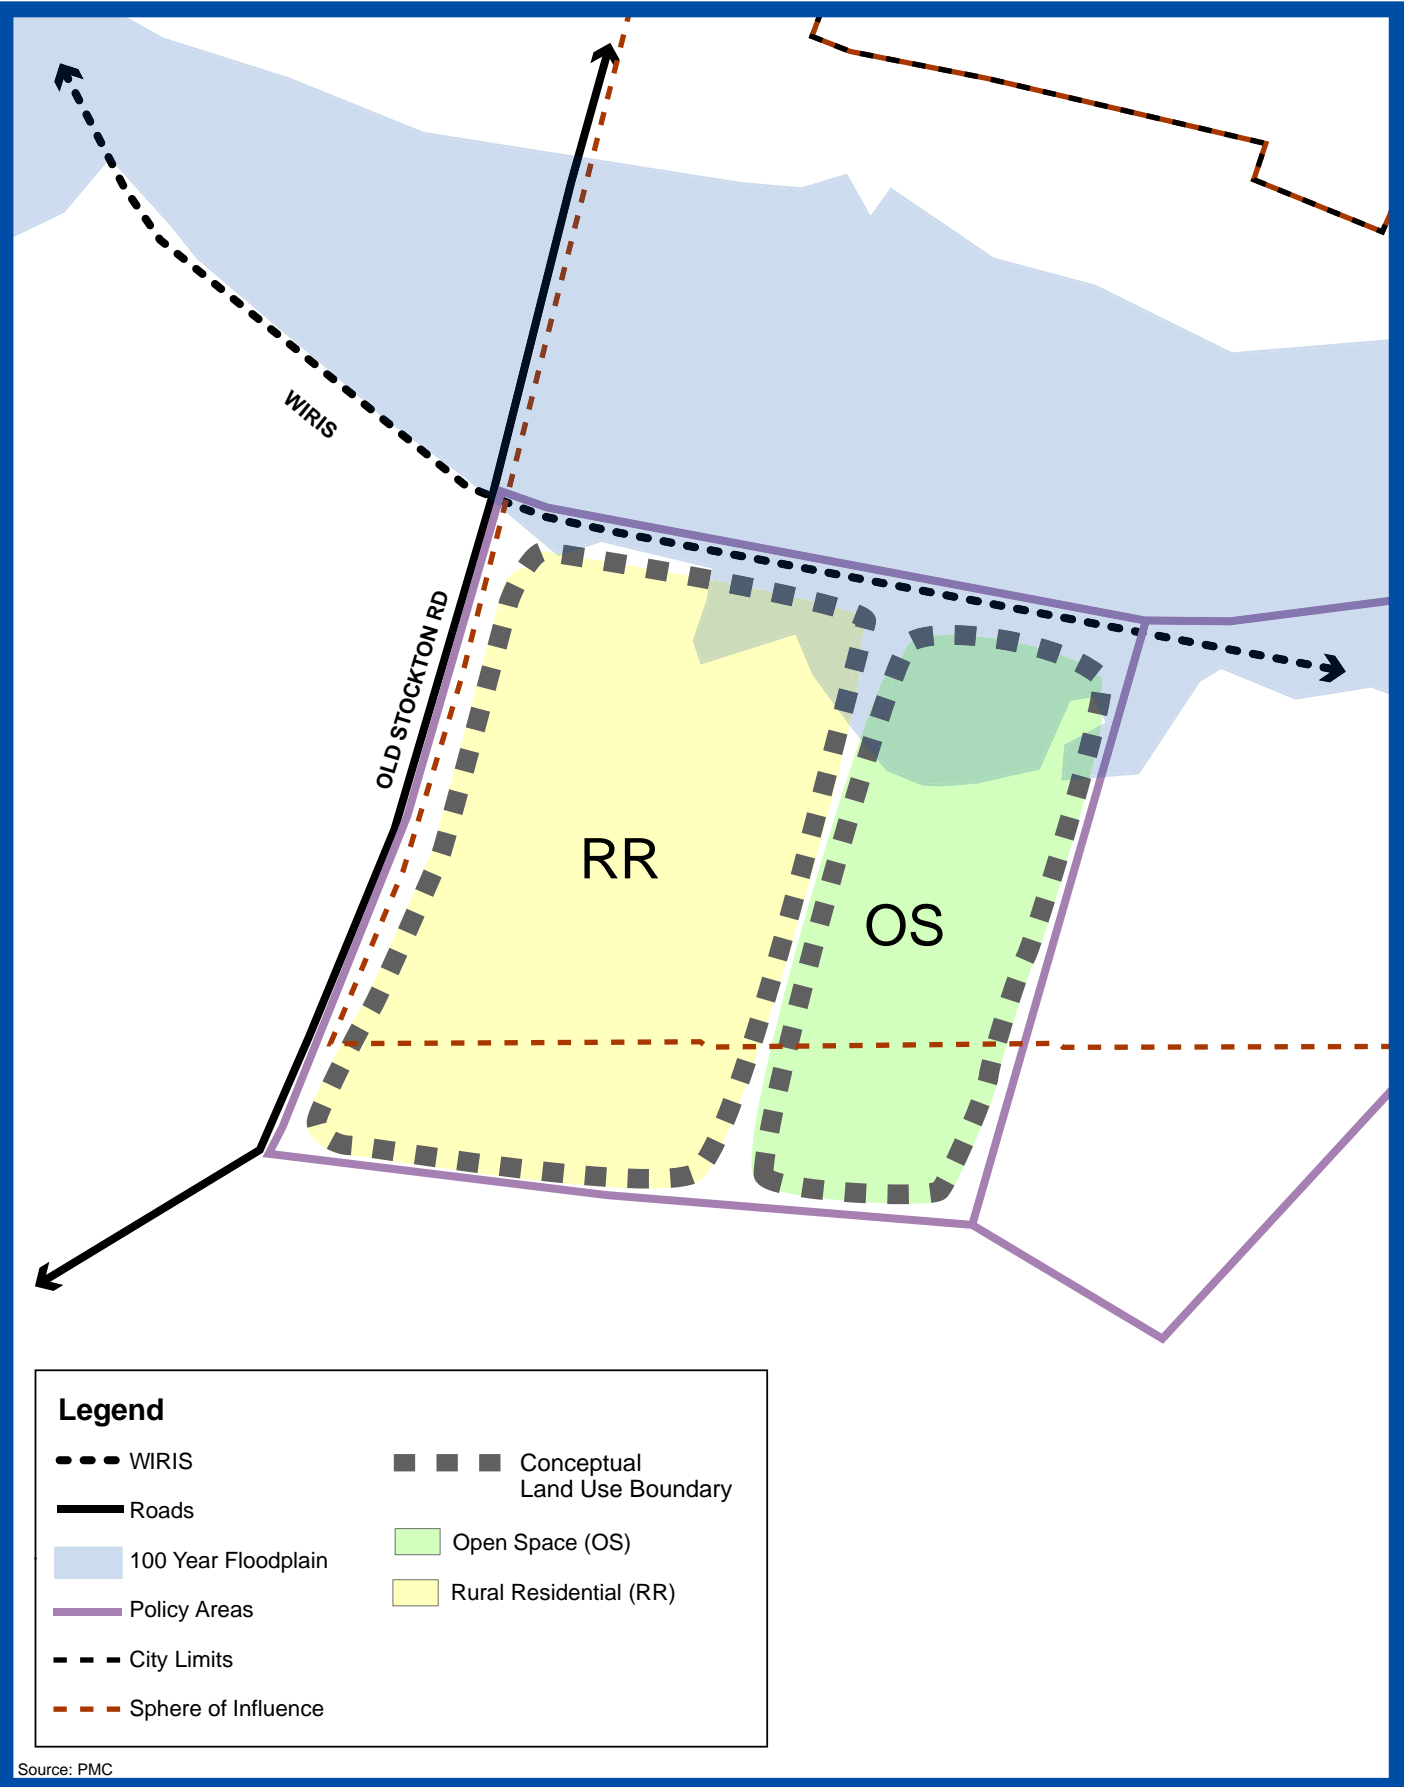 WIRIS
OLD STOCKTON RD
RR
OS
Legend
WIRIS
Roads
100 Year Floodplain
Policy Areas
City Limits
Sphere of Influence
Conceptual
Land Use Boundary
Open Space (OS)
Rural Residential (RR)
Source: PMC